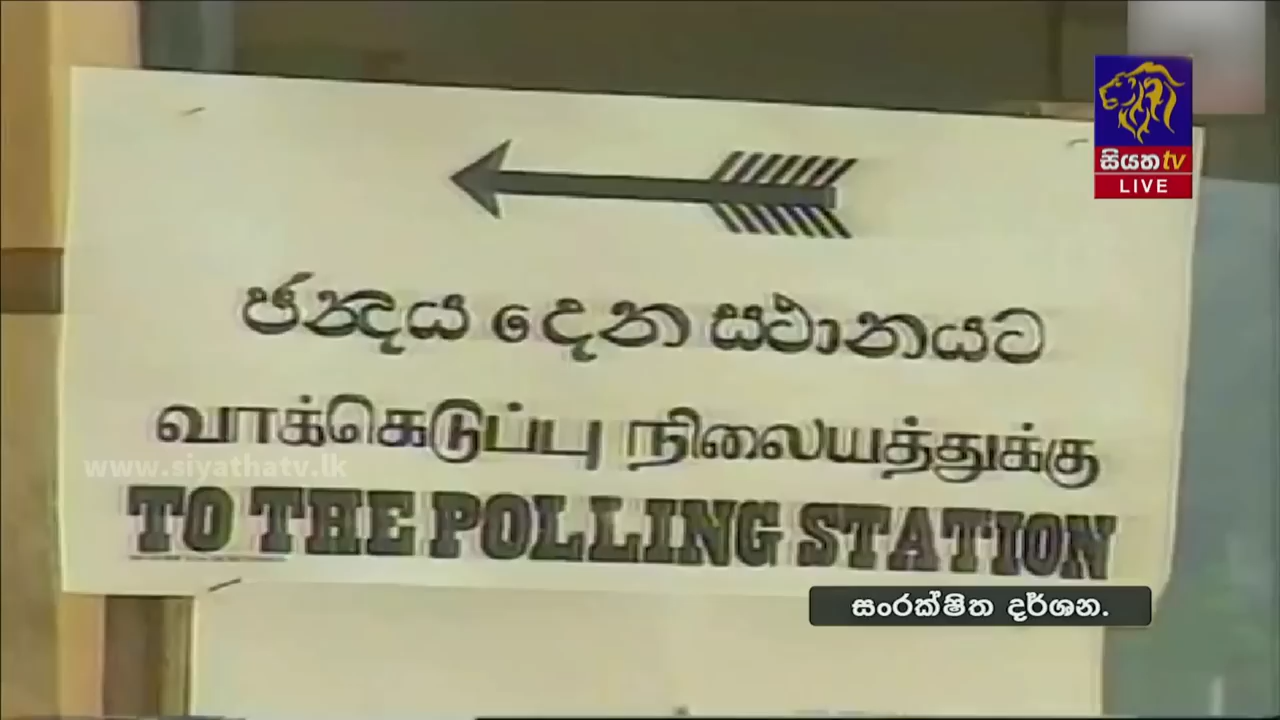 සියත tv
LIVE
ඡන්දය දෙන ස්ථානයට
வாக்கெடுப்பு நிலையத்துக்கு
www.siyathatv.lk
TO THE POLLING STATION
සංරක්ෂිත දර්ශන.